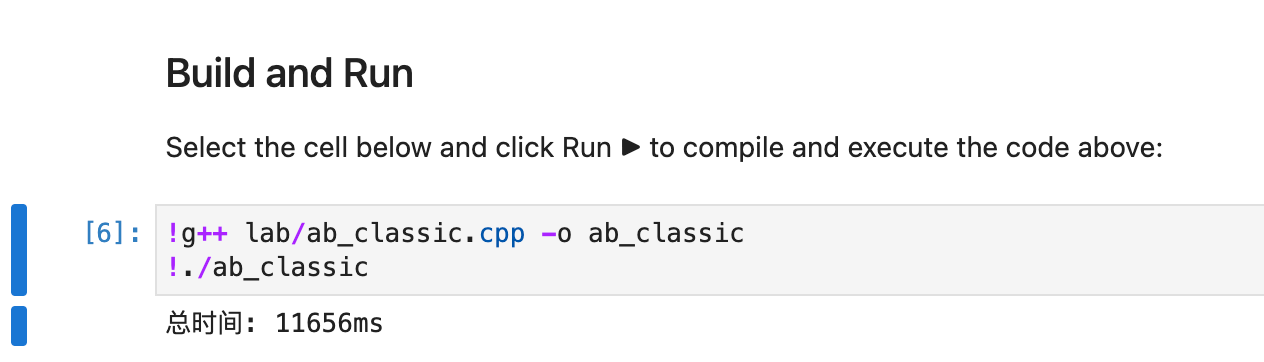 Build and Run
Select the cell below and click Run ▶ to compile and execute the code above:
[6]: !g++ lab/ab_classic.cpp -o ab_classic
!./ab_classic
总时间: 11656ms